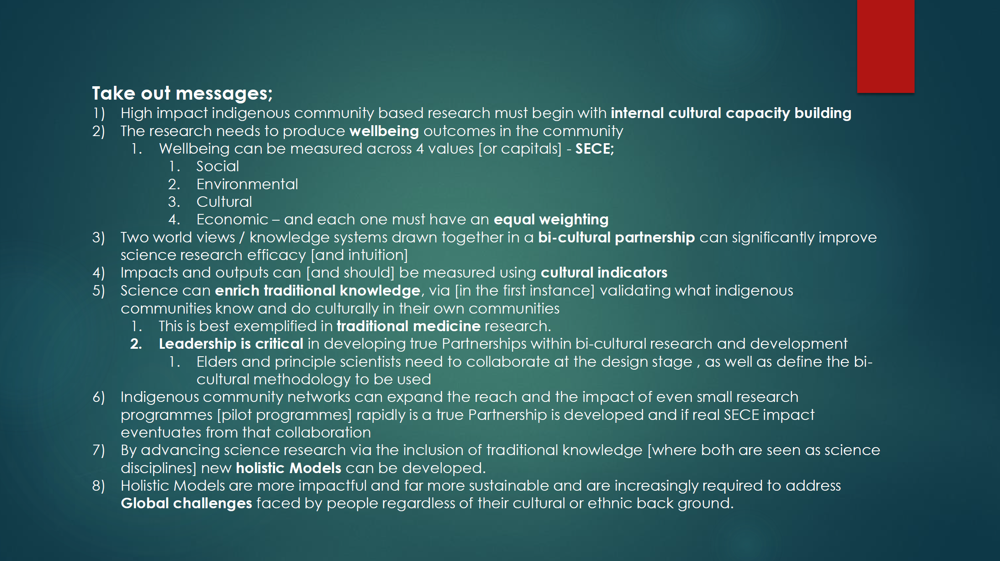 Take out messages;
1) High impact indigenous community based research must begin with internal cultural capacity building
2) The research needs to produce wellbeing outcomes in the community
1. Wellbeing can be measured across 4 values [or capitals] - SECE;
1. Social
2. Environmental
3. Cultural
4. Economic – and each one must have an equal weighting
3) Two world views / knowledge systems drawn together in a bi-cultural partnership can significantly improve
science research efficacy [and intuition]
4) Impacts and outputs can [and should] be measured using cultural indicators
5) Science can enrich traditional knowledge, via [in the first instance] validating what indigenous
communities know and do culturally in their own communities
1. This is best exemplified in traditional medicine research.
2. Leadership is critical in developing true Partnerships within bi-cultural research and development
1. Elders and principle scientists need to collaborate at the design stage , as well as define the bi-
cultural methodology to be used
6) Indigenous community networks can expand the reach and the impact of even small research
programmes [pilot programmes] rapidly is a true Partnership is developed and if real SECE impact
eventuates from that collaboration
7) By advancing science research via the inclusion of traditional knowledge [where both are seen as science
disciplines] new holistic Models can be developed.
8) Holistic Models are more impactful and far more sustainable and are increasingly required to address
Global challenges faced by people regardless of their cultural or ethnic back ground.